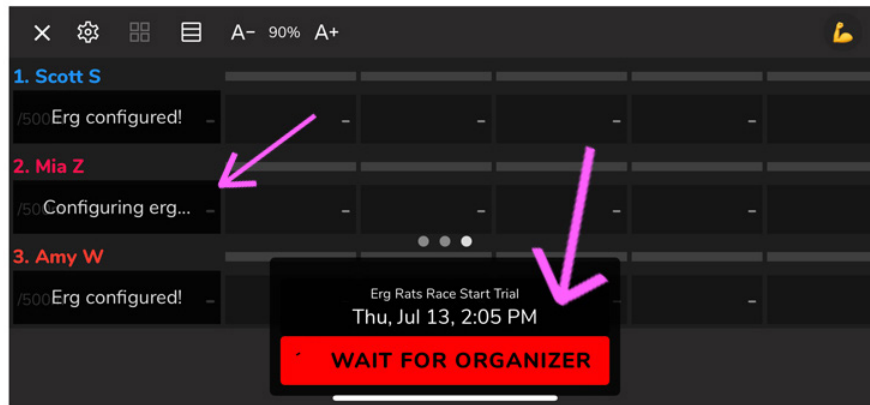 A- 90% A+
1. Scott S
/500 Erg configured! -
- - - -
2. Mia Z
/500 Configuring erg... -
- - - -
3. Amy W
/500 Erg configured! -
-
Erg Rats Race Start Trial
Thu, Jul 13, 2:05 PM
WAIT FOR ORGANIZER